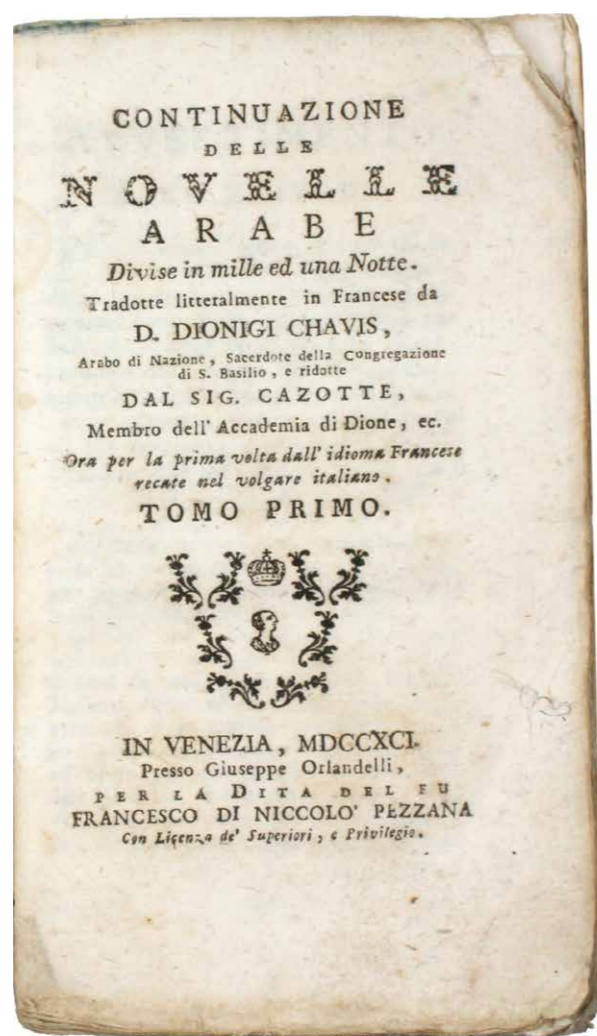 CONTINUAZIONE
DELLE
NOVELLE
ARABE
Divise in mille ed una Notte.
Tradotte litteralmente in Francese da
D. DIONIGI CHAVIS,
Arabo di Nazione, Sacerdote della Congregazione
di S. Basilio, e ridotte
DAL SIG. CAZOTTE,
Membro dell' Accademia di Dione, ec.
Ora per la prima volta dall' idioma Francese
recate nel volgare italiano.
TOMO PRIMO.
IN VENEZIA, MDCCXCI.
Presso Giuseppe Orlandelli,
PER LA DITA DEL FU
FRANCESCO DI NICCOLO' PEZZANA
Con Licenza de' Superiori, e Privilegio.